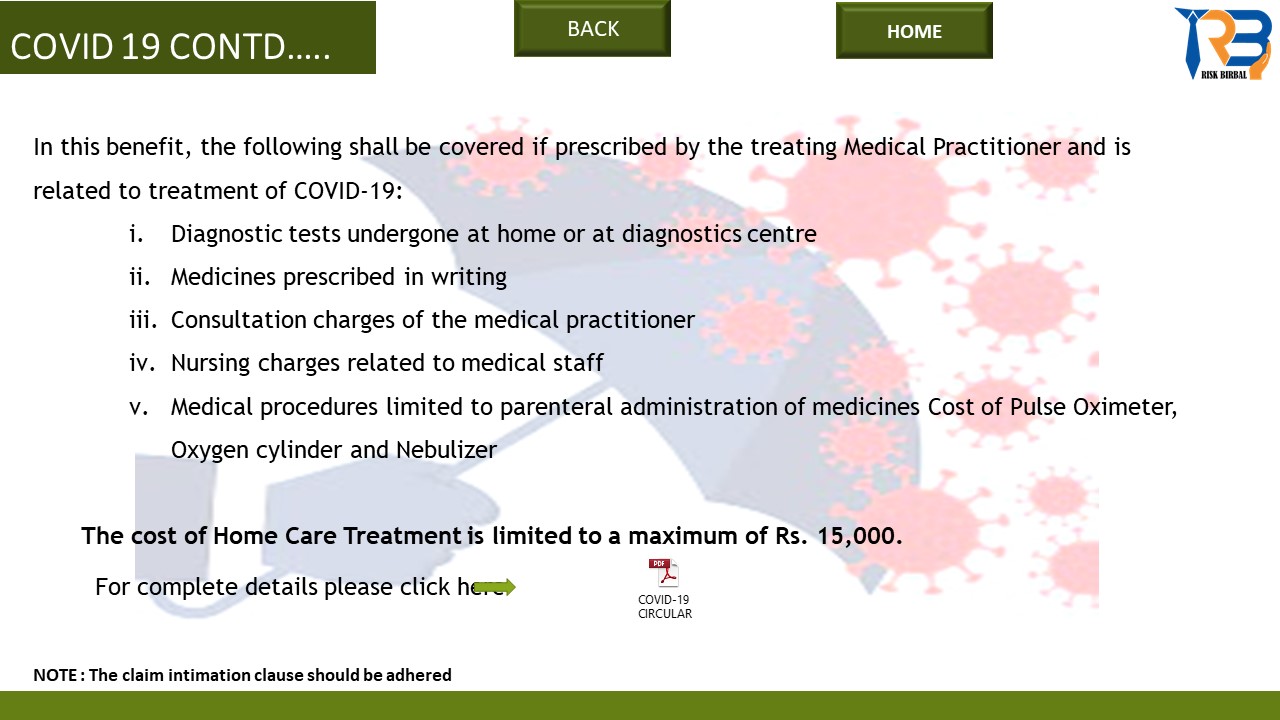 COVID 19 CONTD…..
BACK
HOME
RB
RISK BIRBAL
In this benefit, the following shall be covered if prescribed by the treating Medical Practitioner and is
related to treatment of COVID-19:
i. Diagnostic tests undergone at home or at diagnostics centre
ii. Medicines prescribed in writing
iii. Consultation charges of the medical practitioner
iv. Nursing charges related to medical staff
v. Medical procedures limited to parenteral administration of medicines Cost of Pulse Oximeter,
Oxygen cylinder and Nebulizer
The cost of Home Care Treatment is limited to a maximum of Rs. 15,000.
For complete details please click here
PDF
COVID-19
CIRCULAR
NOTE : The claim intimation clause should be adhered